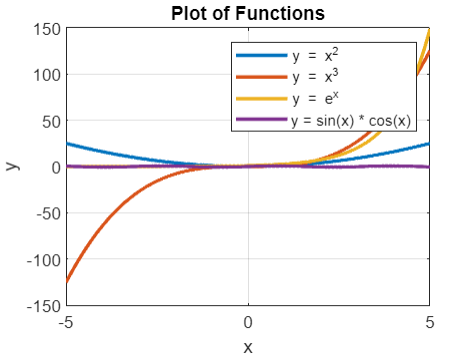 Plot of Functions
150
100
50
0
-50
-100
-150
y
y = x²
y = x³
y = eˣ
y = sin(x) * cos(x)
-5 0 5
x